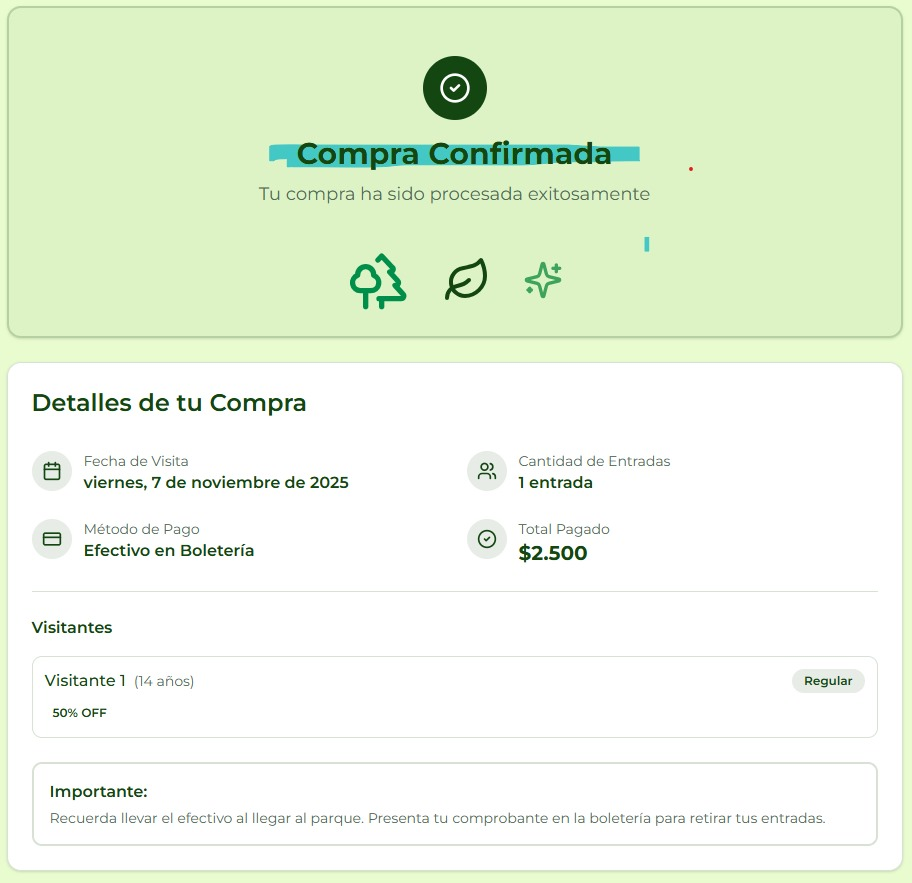 Compra Confirmada
Tu compra ha sido procesada exitosamente
Detalles de tu Compra
Fecha de Visita
viernes, 7 de noviembre de 2025
Cantidad de Entradas
1 entrada
Método de Pago
Efectivo en Boletería
Total Pagado
$2.500
Visitantes
Visitante 1 (14 años)
Regular
50% OFF
Importante:
Recuerda llevar el efectivo al llegar al parque. Presenta tu comprobante en la boletería para retirar tus entradas.